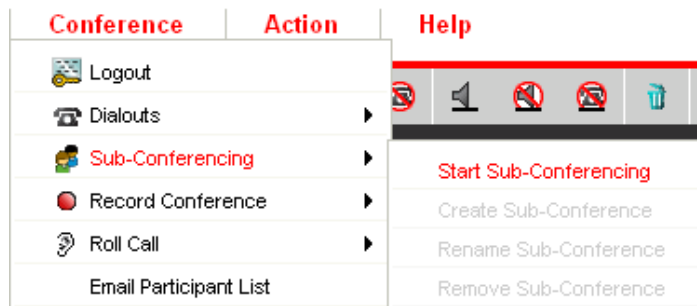 Conference Action Help
Logout
Dialouts
Sub-Conferencing
Start Sub-Conferencing
Record Conference
Create Sub-Conference
Roll Call
Rename Sub-Conference
Email Participant List
Remove Sub-Conference